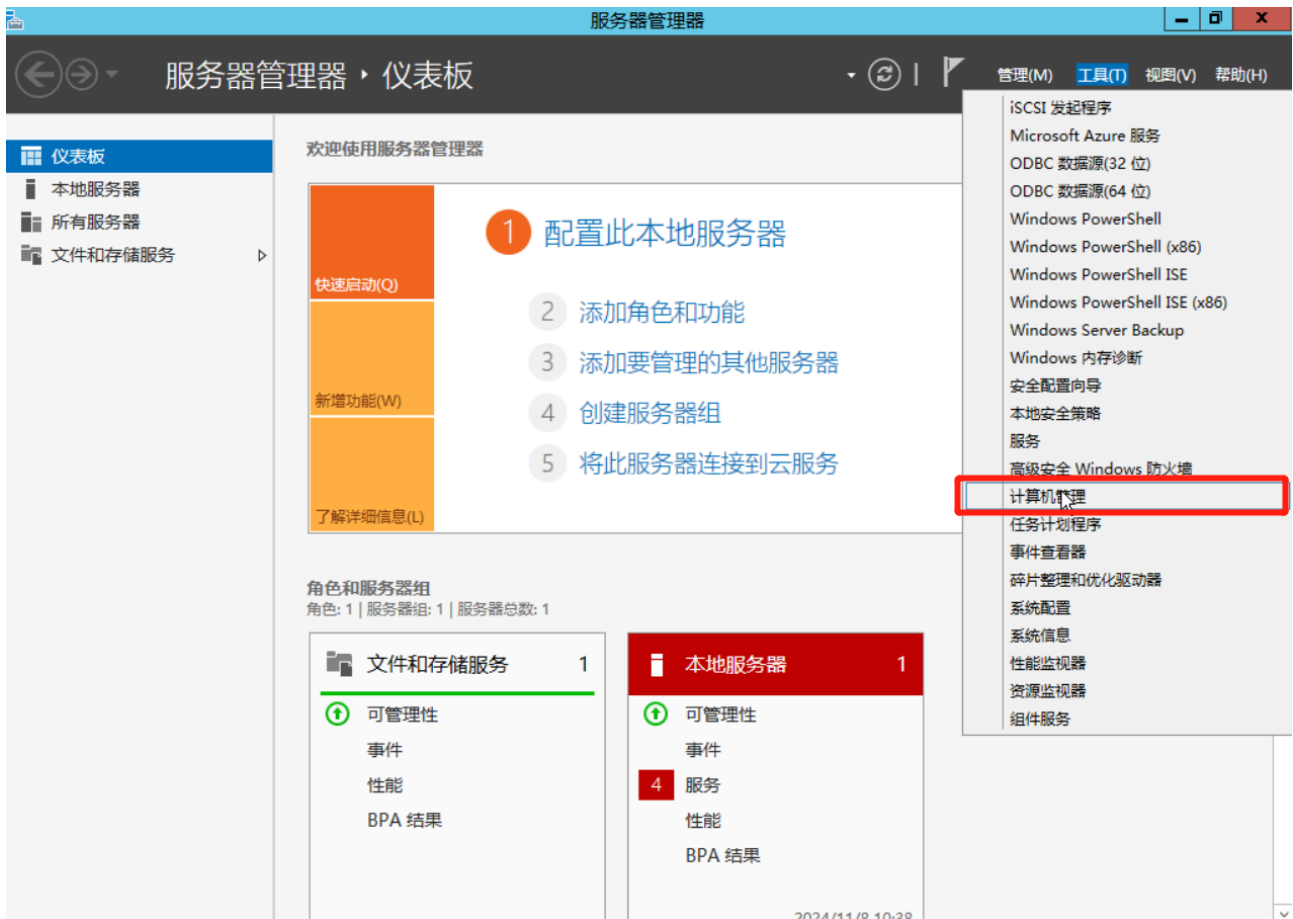 服务器管理器
服务器管理器 · 仪表板
管理(M) 工具(T) 视图(V) 帮助(H)
仪表板
本地服务器
所有服务器
文件和存储服务
欢迎使用服务器管理器
快速启动(Q)
新增功能(W)
了解详细信息(L)
1 配置此本地服务器
2 添加角色和功能
3 添加要管理的其他服务器
4 创建服务器组
5 将此服务器连接到云服务
角色和服务器组
角色: 1 | 服务器组: 1 | 服务器总数: 1
文件和存储服务 1
可管理性
事件
性能
BPA 结果
本地服务器 1
可管理性
事件
4 服务
性能
BPA 结果
2024/11/8 10:38
iSCSI 发起程序
Microsoft Azure 服务
ODBC 数据源(32 位)
ODBC 数据源(64 位)
Windows PowerShell
Windows PowerShell (x86)
Windows PowerShell ISE
Windows PowerShell ISE (x86)
Windows Server Backup
Windows 内存诊断
安全配置向导
本地安全策略
服务
高级安全 Windows 防火墙
计算机管理
任务计划程序
事件查看器
碎片整理和优化驱动器
系统配置
系统信息
性能监视器
资源监视器
组件服务